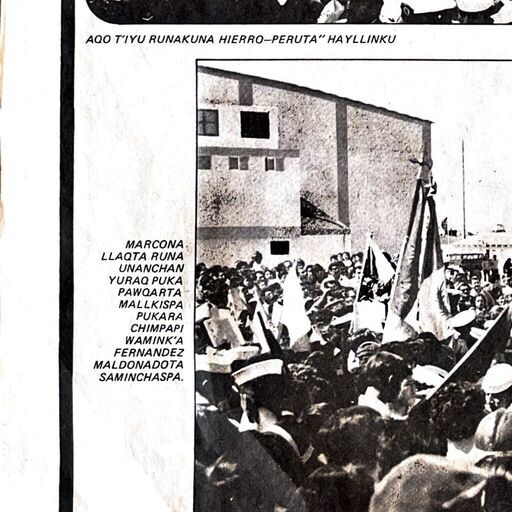 AQO T'IYU RUNAKUNA HIERRO—PERUTA" HAYLLINKU
MARCONA
LLAQTA RUNA
UNANCHAN
YURAQ PUKA
PAWQARTA
MALLKISPA
PUKARA
CHIMPAPI
WAMINK'A
FERNANDEZ
MALDONADOTA
SAMINCHASPA.